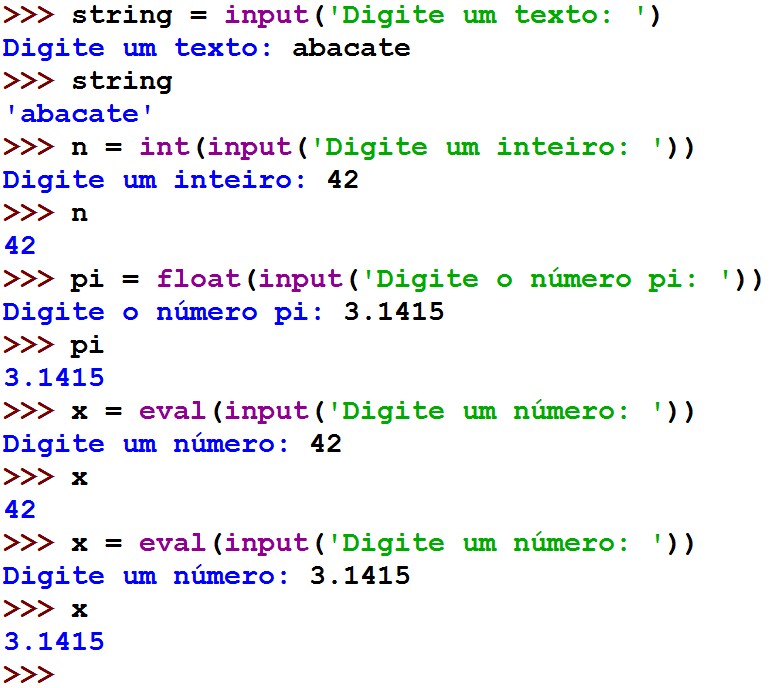 >>> string = input('Digite um texto: ')
Digite um texto: abacate
>>> string
'abacate'
>>> n = int(input('Digite um inteiro: '))
Digite um inteiro: 42
>>> n
42
>>> pi = float(input('Digite o número pi: '))
Digite o número pi: 3.1415
>>> pi
3.1415
>>> x = eval(input('Digite um número: '))
Digite um número: 42
>>> x
42
>>> x = eval(input('Digite um número: '))
Digite um número: 3.1415
>>> x
3.1415
>>>